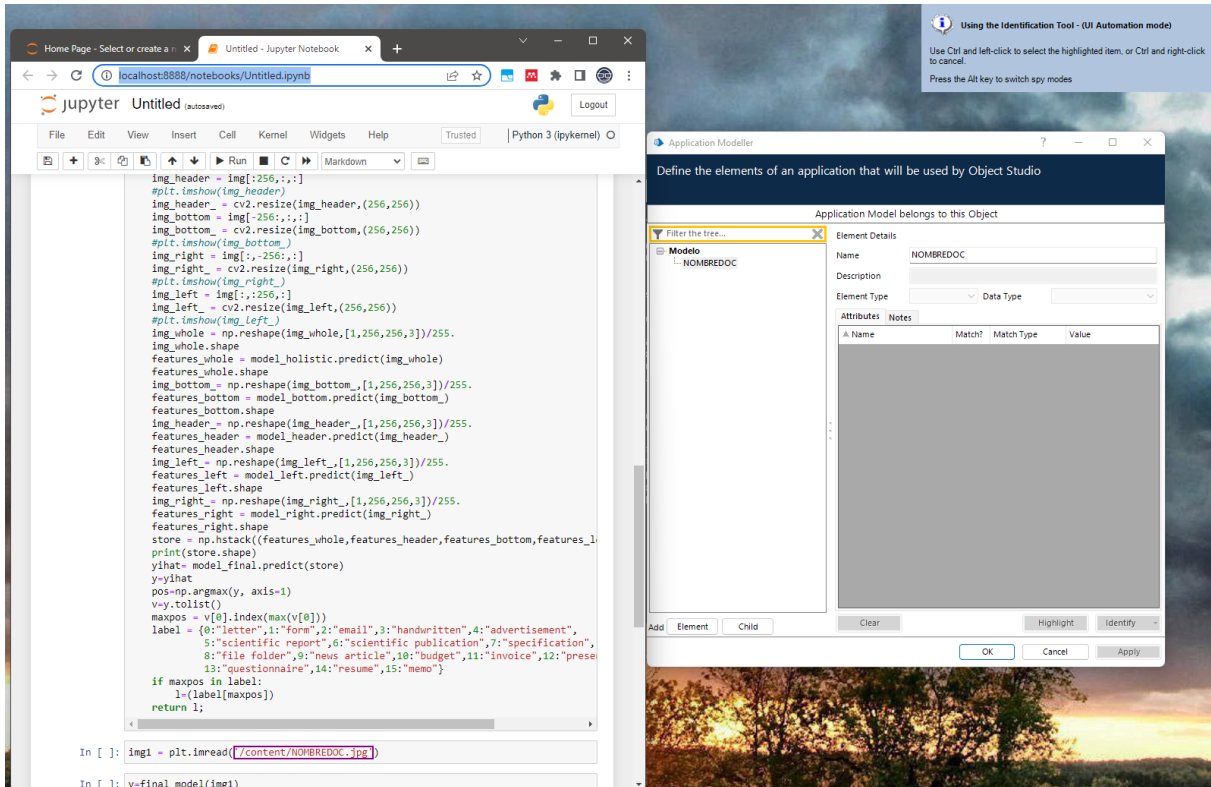 Using the Identification Tool - (UI Automation mode)
Use Ctrl and left-click to select the highlighted item, or Ctrl and right-click
to cancel.
Press the Alt key to switch spy modes
Home Page - Select or create a n
Untitled - Jupyter Notebook
localhost:8888/notebooks/Untitled.ipynb
jupyter Untitled (autosaved)
Logout
File Edit View Insert Cell Kernel Widgets Help Trusted Python 3 (ipykernel)
Run Markdown
img_header = img[:256,:,:]
#plt.imshow(img_header)
img_header_ = cv2.resize(img_header,(256,256))
img_bottom = img[-256:,:,:]
img_bottom_ = cv2.resize(img_bottom,(256,256))
#plt.imshow(img_bottom_)
img_right = img[:,-256:,:]
img_right_ = cv2.resize(img_right,(256,256))
#plt.imshow(img_right_)
img_left = img[:,:256,:]
img_left_ = cv2.resize(img_left,(256,256))
#plt.imshow(img_left_)
img_whole = np.reshape(img_whole,[1,256,256,3])/255.
img_whole.shape
features_whole = model_holistic.predict(img_whole)
features_whole.shape
img_bottom_= np.reshape(img_bottom_,[1,256,256,3])/255.
features_bottom = model_bottom.predict(img_bottom_)
features_bottom.shape
img_header_= np.reshape(img_header_,[1,256,256,3])/255.
features_header = model_header.predict(img_header_)
features_header.shape
img_left_= np.reshape(img_left_,[1,256,256,3])/255.
features_left = model_left.predict(img_left_)
features_left.shape
img_right_= np.reshape(img_right_,[1,256,256,3])/255.
features_right = model_right.predict(img_right_)
features_right.shape
store = np.hstack((features_whole,features_header,features_bottom,features_l
print(store.shape)
yihat= model_final.predict(store)
y=yihat
pos=np.argmax(y, axis=1)
v=y.tolist()
maxpos = v[0].index(max(v[0]))
label = {0:"letter",1:"form",2:"email",3:"handwritten",4:"advertisement",
5:"scientific report",6:"scientific publication",7:"specification",
8:"file folder",9:"news article",10:"budget",11:"invoice",12:"presen
13:"questionnaire",14:"resume",15:"memo"}
if maxpos in label:
l=(label[maxpos])
return l;
In [ ]: img1 = plt.imread('/content/NOMBREDOC.jpg')
In [ ]: y=final_model(img1)
Application Modeller
Define the elements of an application that will be used by Object Studio
Application Model belongs to this Object
Filter the tree...
Modelo
NOMBREDOC
Element Details
Name NOMBREDOC
Description
Element Type Data Type
Attributes Notes
Name Match? Match Type Value
Add Element Child
Clear Highlight Identify
OK Cancel Apply